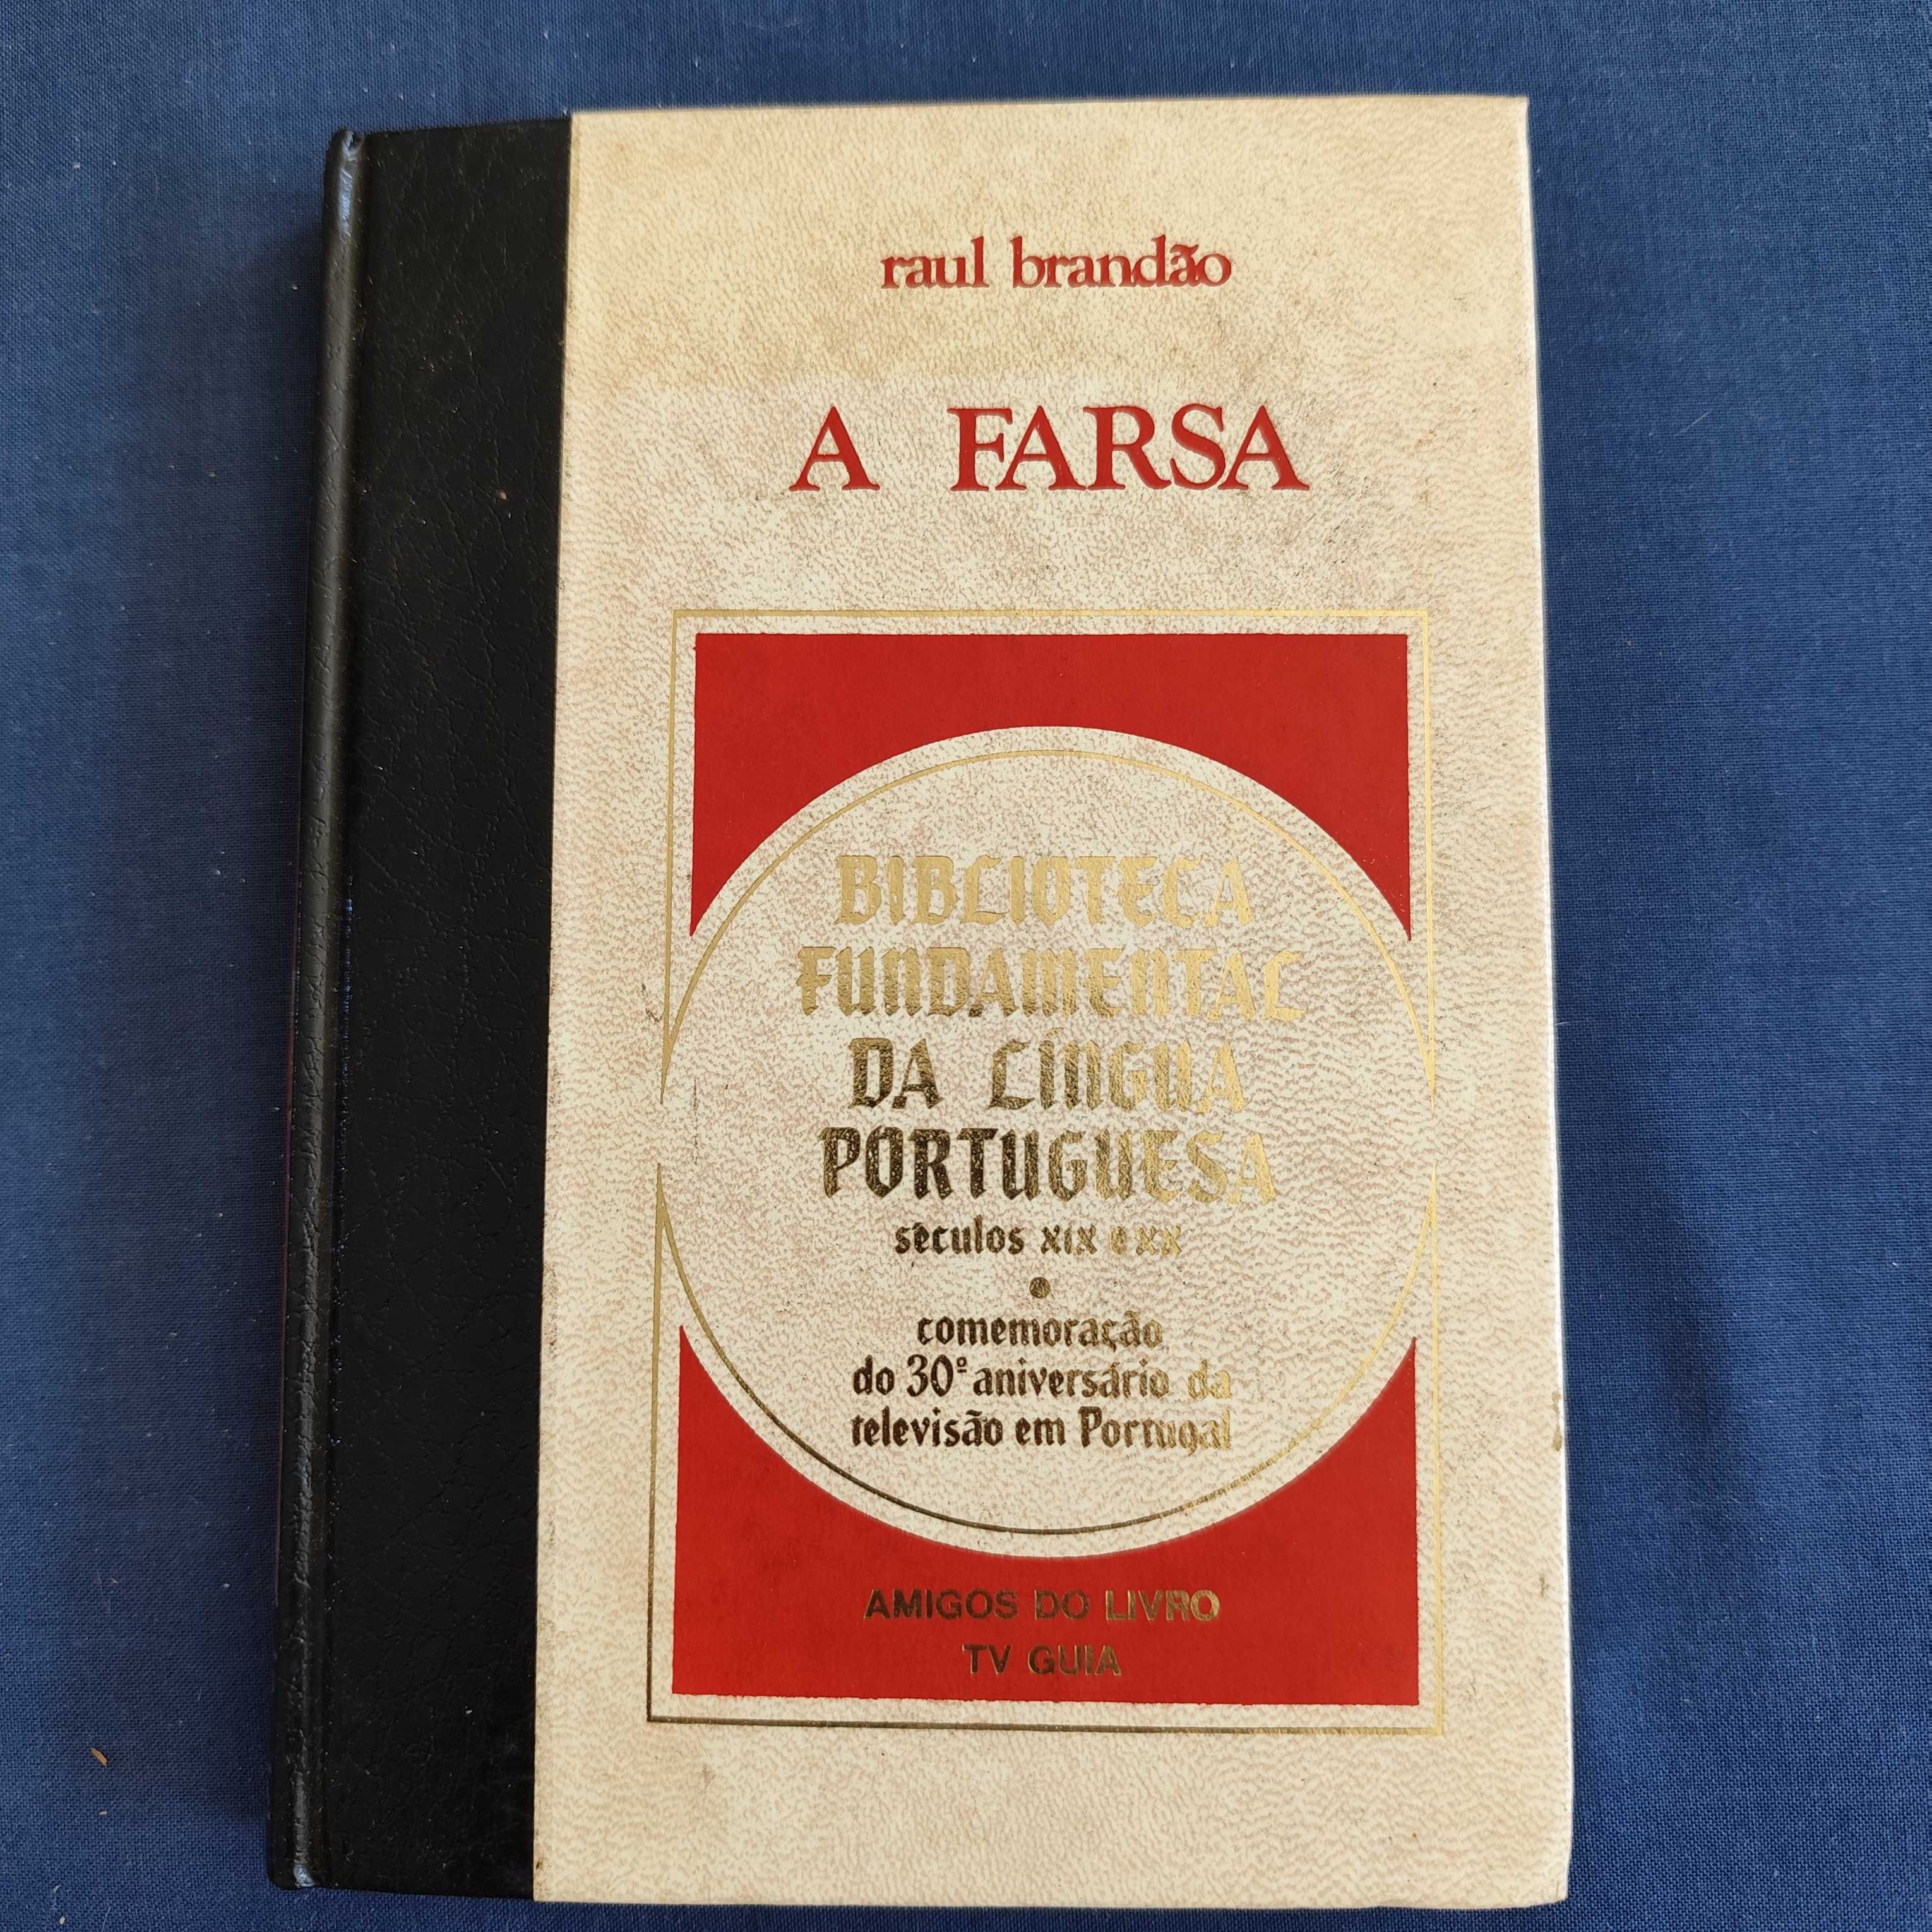 raul brandão
A FARSA
BIBLIOTECA
FUNDAMENTAL
DA LÍNGUA
PORTUGUESA
séculos xix e xx
•
comemoração
do 30º aniversário da
televisão em Portugal
AMIGOS DO LIVRO
TV GUIA